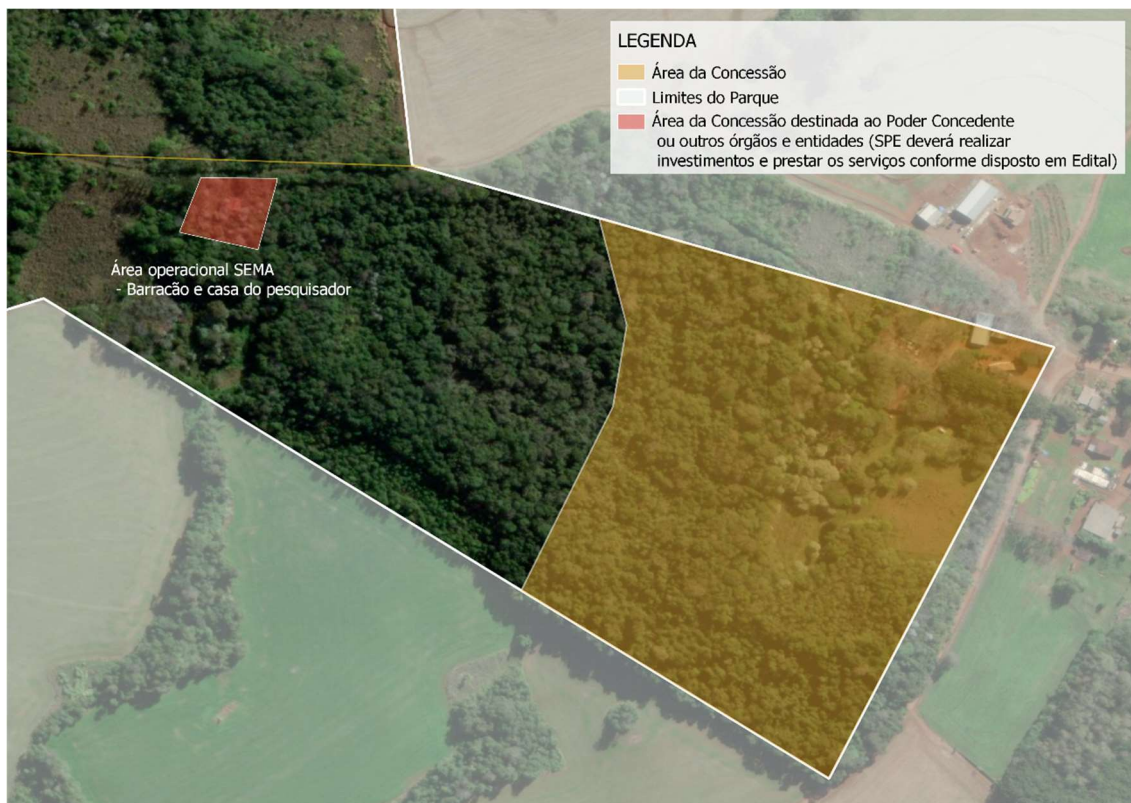 LEGENDA
Área da Concessão
Limites do Parque
Área da Concessão destinada ao Poder Concedente
ou outros órgãos e entidades (SPE deverá realizar
investimentos e prestar os serviços conforme disposto em Edital)
Área operacional SEMA
- Barracão e casa do pesquisador